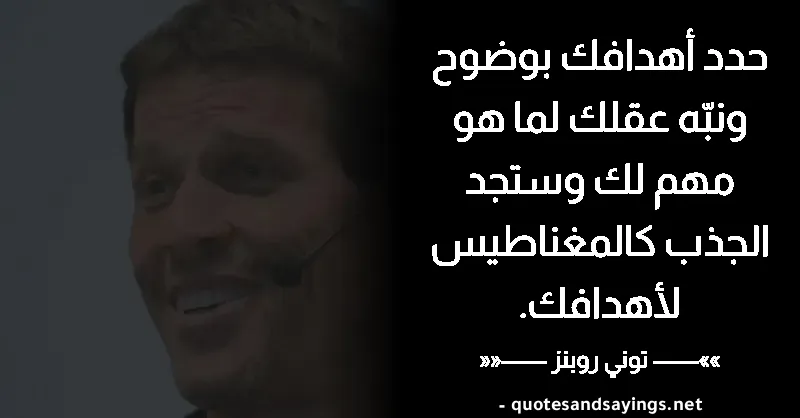 حدد أهدافك بوضوح
ونبّه عقلك لما هو
مهم لك وستجد
الجذب كالمغناطيس
لأهدافك.
»»—— توني روبنز ——««
- quotesandsayings.net